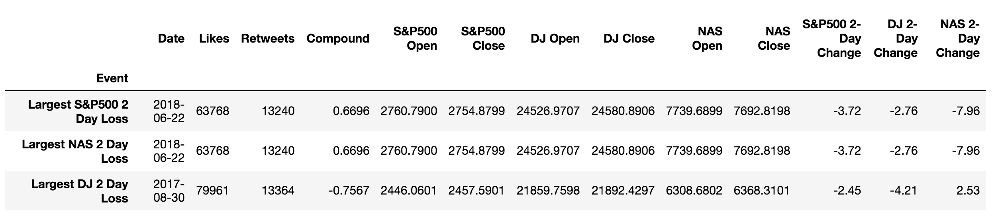 Date Likes Retweets Compound S&P500 Open S&P500 Close DJ Open DJ Close NAS Open NAS Close S&P500 2-Day Change DJ 2-Day Change NAS 2-Day Change
Event
Largest S&P500 2 Day Loss 2018-06-22 63768 13240 0.6696 2760.7900 2754.8799 24526.9707 24580.8906 7739.6899 7692.8198 -3.72 -2.76 -7.96
Largest NAS 2 Day Loss 2018-06-22 63768 13240 0.6696 2760.7900 2754.8799 24526.9707 24580.8906 7739.6899 7692.8198 -3.72 -2.76 -7.96
Largest DJ 2 Day Loss 2017-08-30 79961 13364 -0.7567 2446.0601 2457.5901 21859.7598 21892.4297 6308.6802 6368.3101 -2.45 -4.21 2.53